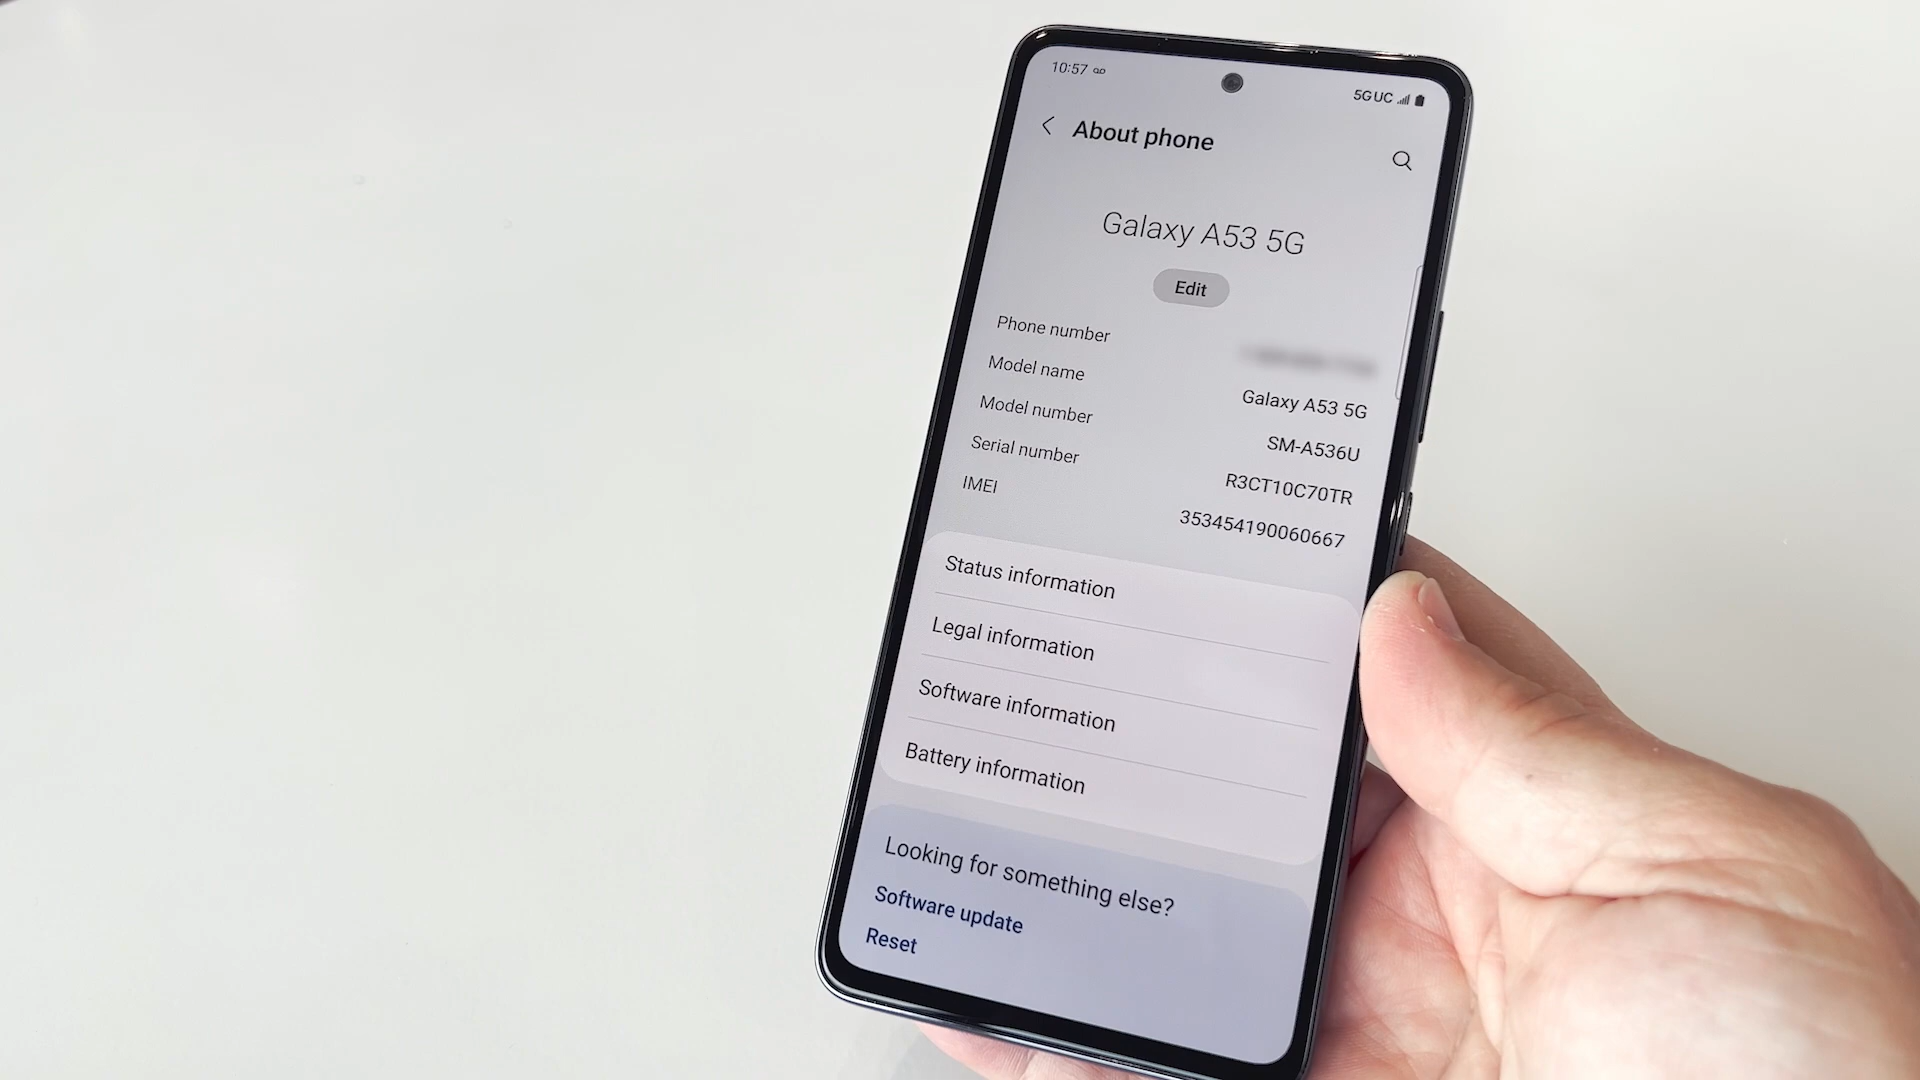 10:57
5G UC
About phone
Galaxy A53 5G
Edit
Phone number
Model name Galaxy A53 5G
Model number SM-A536U
Serial number R3CT10C70TR
IMEI 353454190060667
Status information
Legal information
Software information
Battery information
Looking for something else?
Software update
Reset